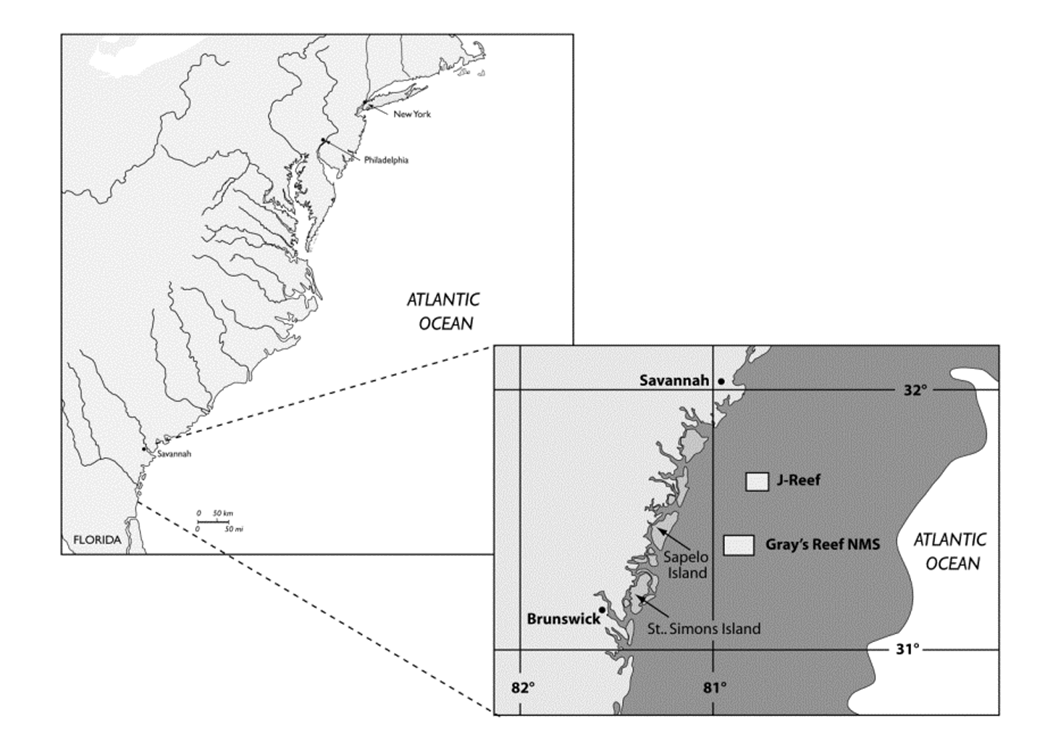 New York
Philadelphia
ATLANTIC
OCEAN
Savannah
0 50 km
0 50 mi
FLORIDA
Savannah
32°
J-Reef
Gray's Reef NMS
ATLANTIC
OCEAN
Sapelo
Island
Brunswick
St.. Simons Island
31°
82°
81°